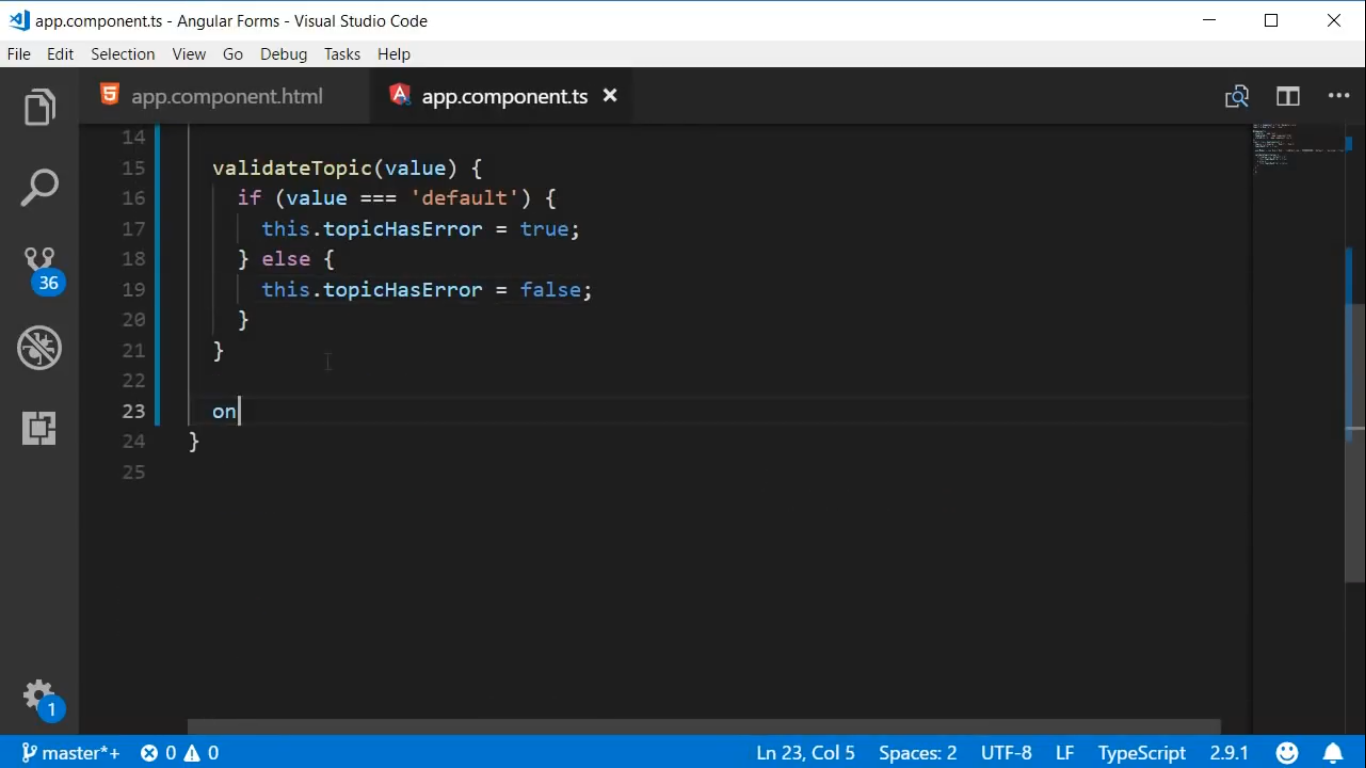 app.component.ts - Angular Forms - Visual Studio Code
File Edit Selection View Go Debug Tasks Help
app.component.html app.component.ts
14
15 validateTopic(value) {
16 if (value === 'default') {
17 this.topicHasError = true;
18 } else {
19 this.topicHasError = false;
20 }
21 }
22
23 on
24 }
25
36
1
master*+ 0 0 Ln 23, Col 5 Spaces: 2 UTF-8 LF TypeScript 2.9.1